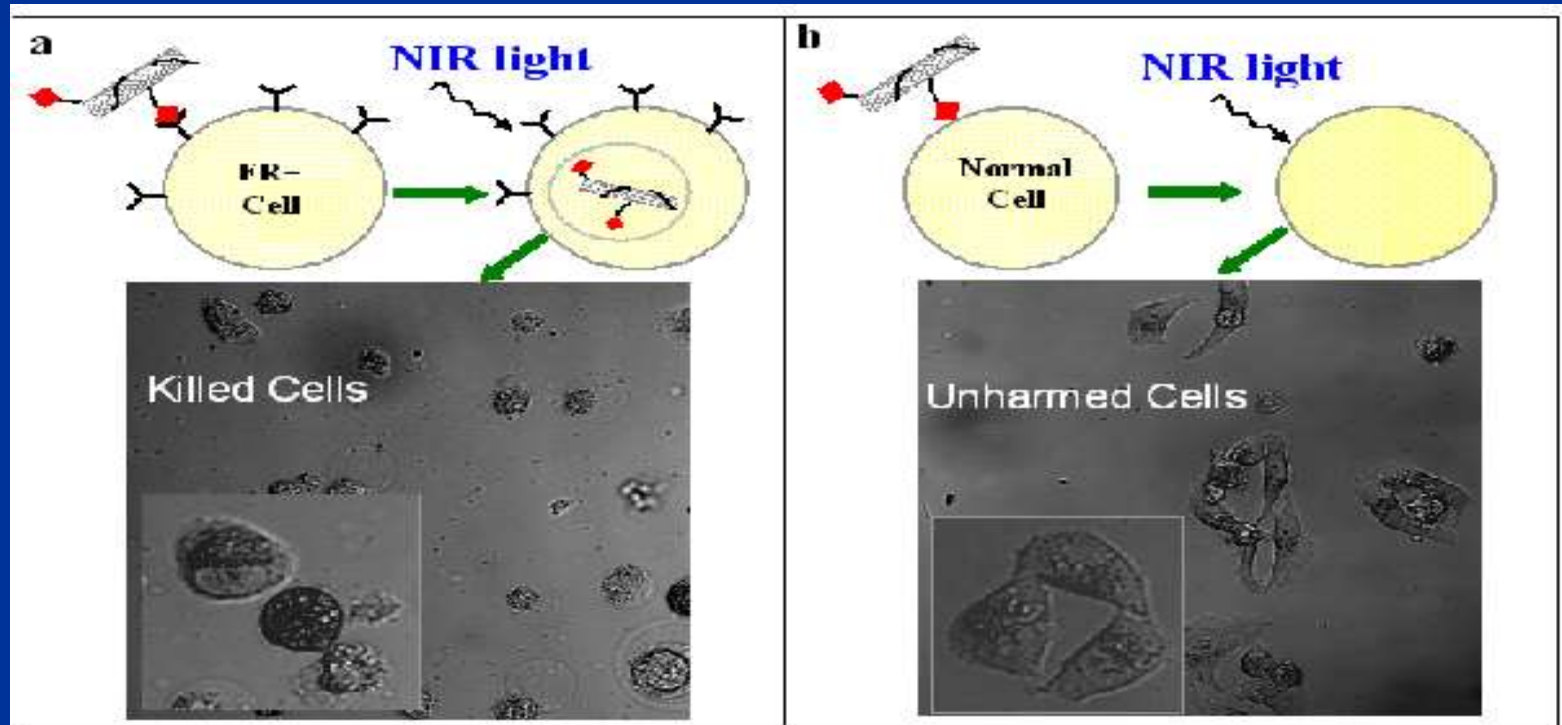 a
NIR light
FR-
Cell
Killed Cells
b
NIR light
Normal
Cell
Unharmed Cells